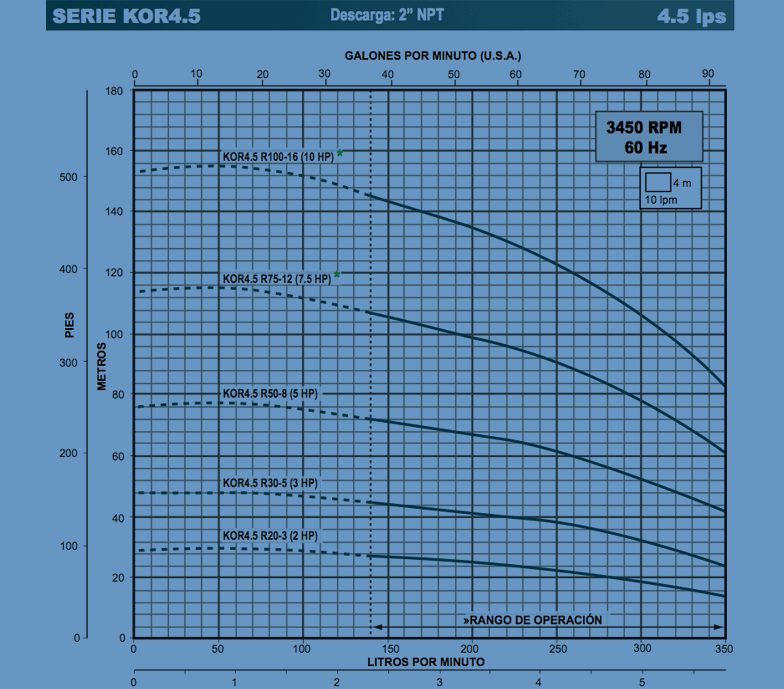 SERIE KOR4.5 Descarga: 2” NPT 4.5 lps
GALONES POR MINUTO (U.S.A.)
0 10 20 30 40 50 60 70 80 90
180
160
140
120
100
80
60
40
20
0
METROS
500
400
300
200
100
0
PIES
3450 RPM
60 Hz
4 m
10 lpm
KOR4.5 R100-16 (10 HP) *
KOR4.5 R75-12 (7.5 HP) *
KOR4.5 R50-8 (5 HP)
KOR4.5 R30-5 (3 HP)
KOR4.5 R20-3 (2 HP)
»RANGO DE OPERACIÓN
0 50 100 150 200 250 300 350
LITROS POR MINUTO
0 1 2 3 4 5